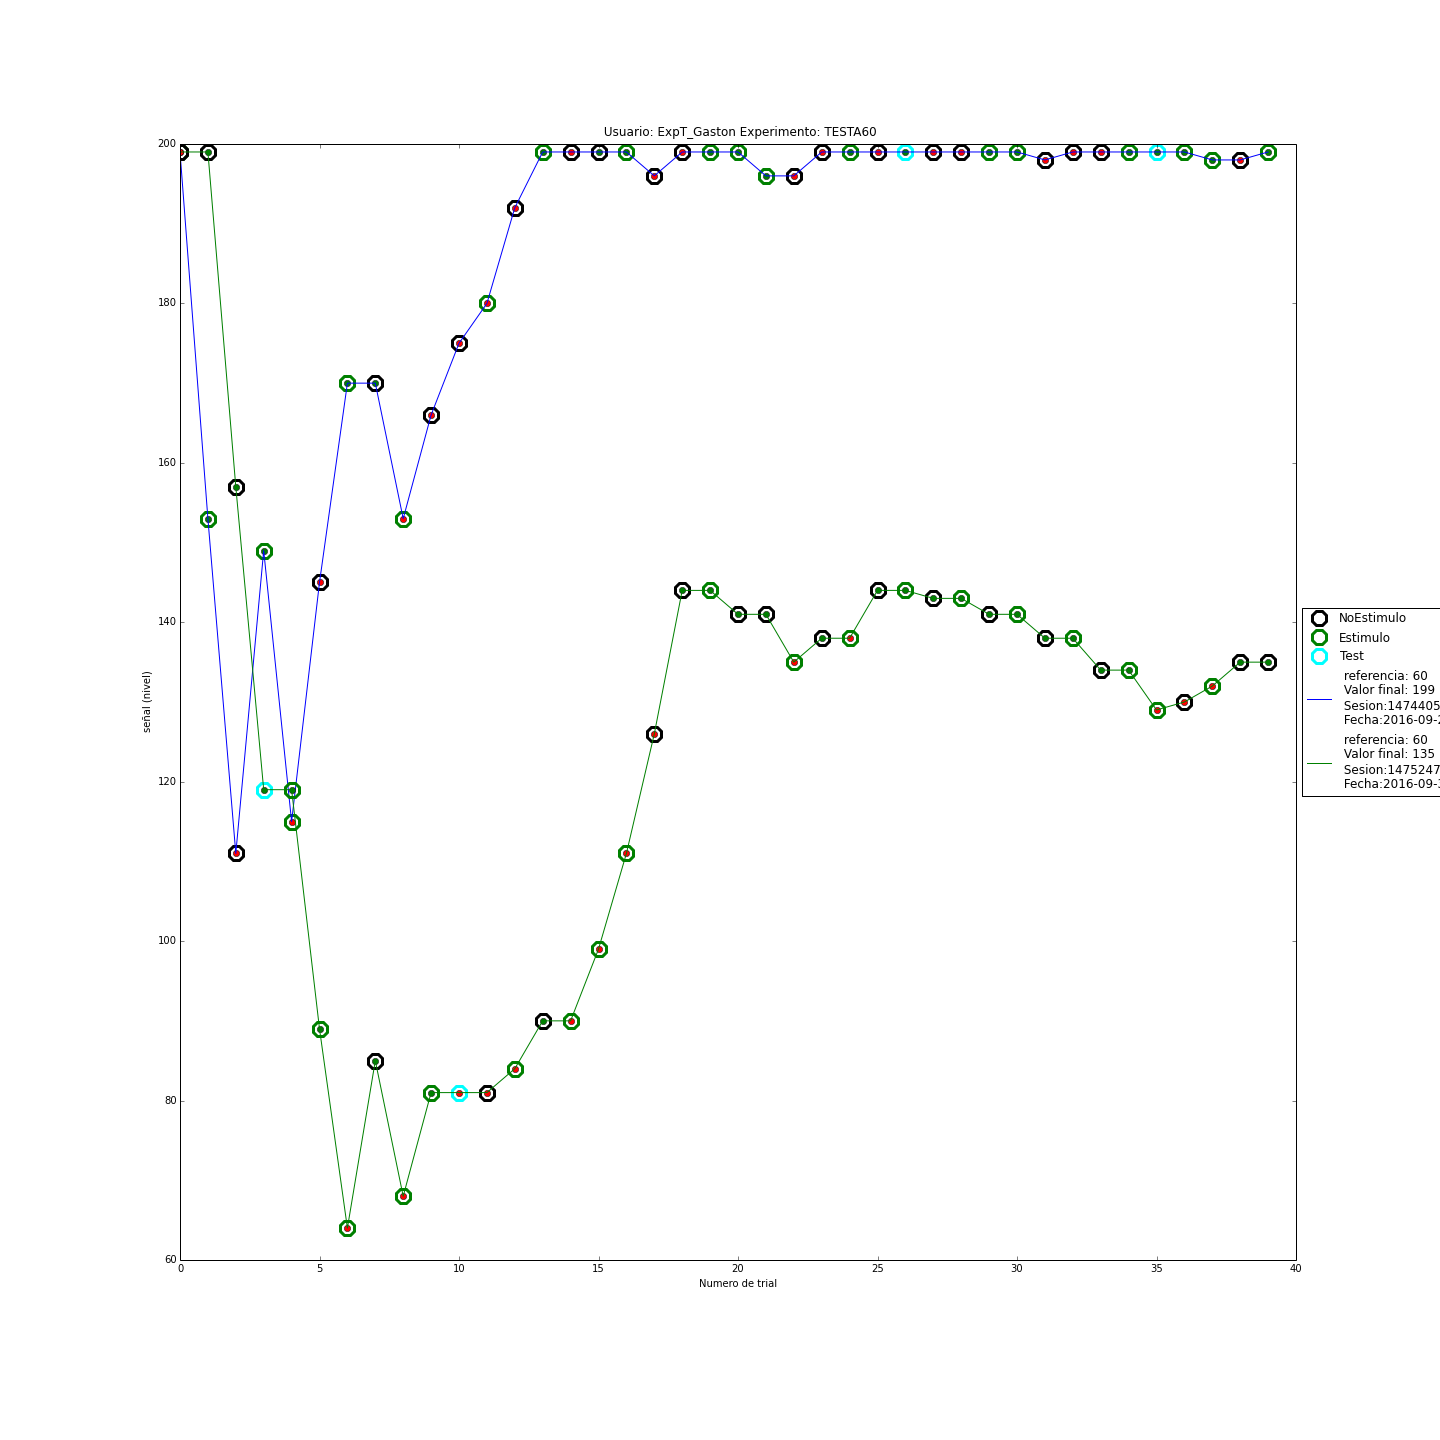 Usuario: ExpT_Gaston Experimento: TESTA60
200
180
160
140
120
100
80
60
señal (nivel)
0 5 10 15 20 25 30 35 40
Numero de trial
NoEstimulo
Estimulo
Test
referencia: 60
Valor final: 199
Sesion:1474405
Fecha:2016-09-2
referencia: 60
Valor final: 135
Sesion:1475247
Fecha:2016-09-